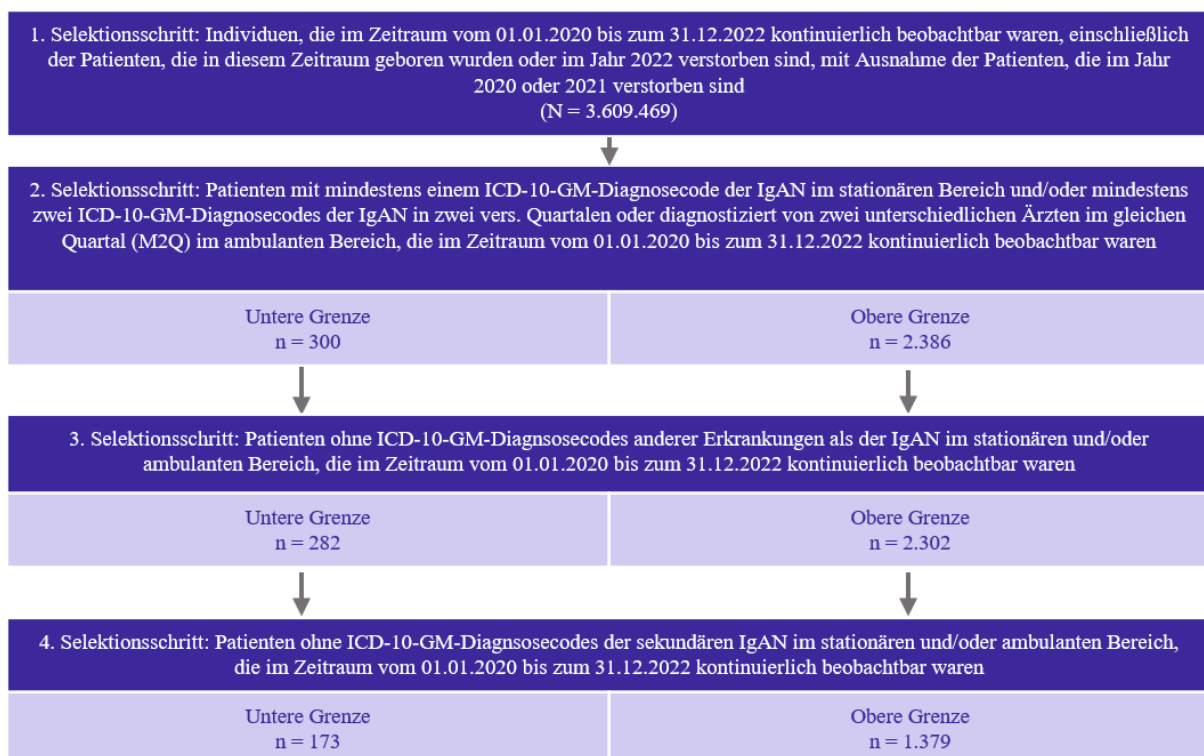 1. Selektionsschritt: Individuen, die im Zeitraum vom 01.01.2020 bis zum 31.12.2022 kontinuierlich beobachtbar waren, einschließlich
der Patienten, die in diesem Zeitraum geboren wurden oder im Jahr 2022 verstorben sind, mit Ausnahme der Patienten, die im Jahr
2020 oder 2021 verstorben sind
(N = 3.609.469)
2. Selektionsschritt: Patienten mit mindestens einem ICD-10-GM-Diagnosecode der IgAN im stationären Bereich und/oder mindestens
zwei ICD-10-GM-Diagnosecodes der IgAN in zwei vers. Quartalen oder diagnostiziert von zwei unterschiedlichen Ärzten im gleichen
Quartal (M2Q) im ambulanten Bereich, die im Zeitraum vom 01.01.2020 bis zum 31.12.2022 kontinuierlich beobachtbar waren
Untere Grenze
n = 300
Obere Grenze
n = 2.386
3. Selektionsschritt: Patienten ohne ICD-10-GM-Diagnsosecodes anderer Erkrankungen als der IgAN im stationären und/oder
ambulanten Bereich, die im Zeitraum vom 01.01.2020 bis zum 31.12.2022 kontinuierlich beobachtbar waren
Untere Grenze
n = 282
Obere Grenze
n = 2.302
4. Selektionsschritt: Patienten ohne ICD-10-GM-Diagnsosecodes der sekundären IgAN im stationären und/oder ambulanten Bereich,
die im Zeitraum vom 01.01.2020 bis zum 31.12.2022 kontinuierlich beobachtbar waren
Untere Grenze
n = 173
Obere Grenze
n = 1.379